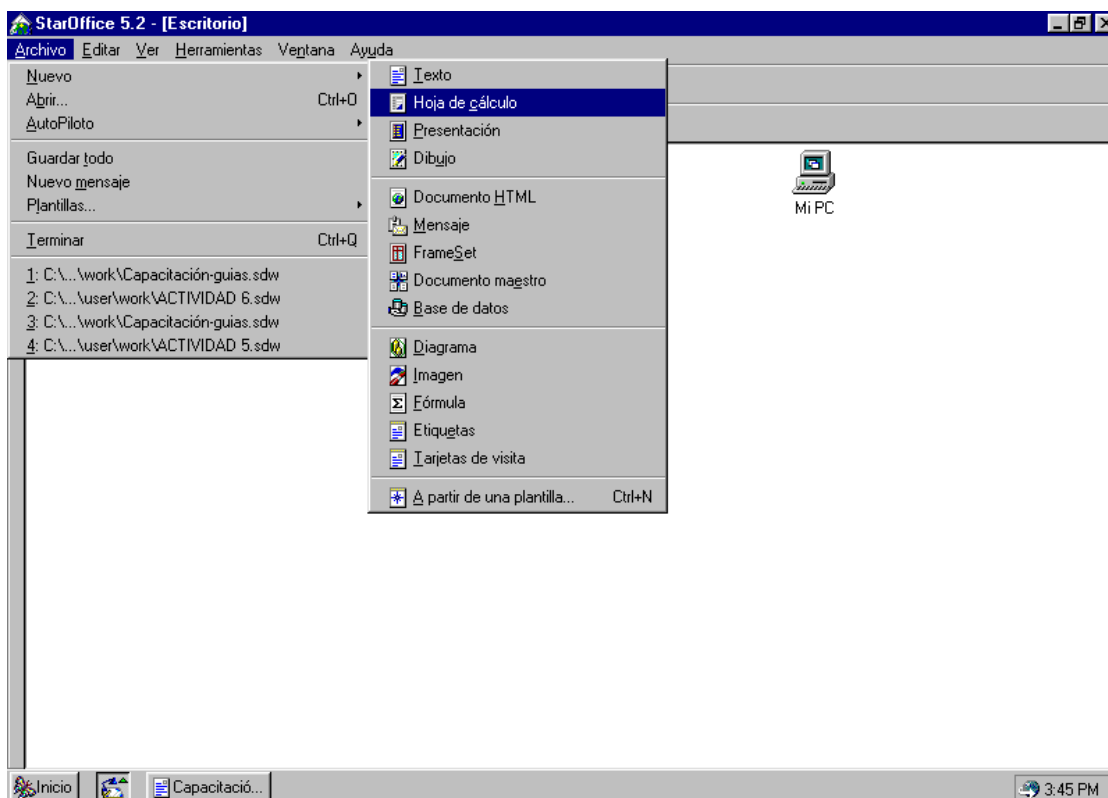 StarOffice 5.2 - [Escritorio]
Archivo Editar Ver Herramientas Ventana Ayuda
Nuevo
Abrir... Ctrl+O
AutoPiloto
Guardar todo
Nuevo mensaje
Plantillas...
Terminar Ctrl+Q
1: C:\...\work\Capacitación-guias.sdw
2: C:\...\user\work\ACTIVIDAD 6.sdw
3: C:\...\work\Capacitación-guias.sdw
4: C:\...\user\work\ACTIVIDAD 5.sdw
Texto
Hoja de cálculo
Presentación
Dibujo
Documento HTML
Mensaje
FrameSet
Documento maestro
Base de datos
Diagrama
Imagen
Fórmula
Etiquetas
Tarjetas de visita
A partir de una plantilla... Ctrl+N
Mi PC
Inicio Capacitació... 3:45 PM